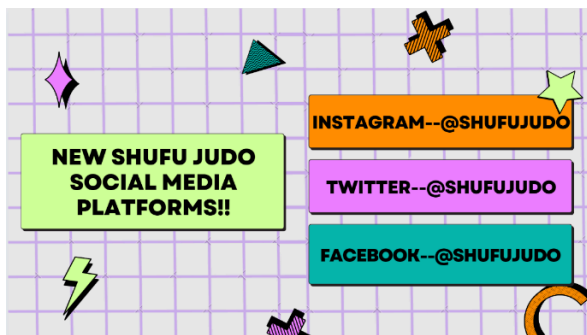 NEW SHUFU JUDO
SOCIAL MEDIA
PLATFORMS!!
INSTAGRAM--@SHUFUJUDO
TWITTER--@SHUFUJUDO
FACEBOOK--@SHUFUJUDO